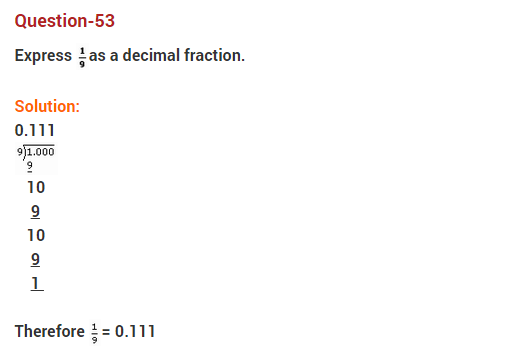 Question-53
Express 1/9 as a decimal fraction.
Solution:
0.111
9)1.000
9
10
9
10
9
1
Therefore 1/9 = 0.111